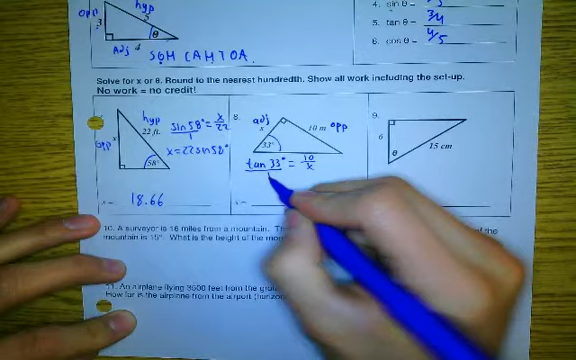 hyp
opp
5
3
θ
Adj 4
SOH CAH TOA
4. sin θ =
5. tan θ = 3/4
6. cos θ = 4/5
Solve for x or θ. Round to the nearest hundredth. Show all work including the set-up.
No work = no credit!
hyp
22 ft.
x
opp
58°
sin 58° = x/22
1
x = 22 sin 58°
x = 18.66
8.
adj
x
10 m opp
33°
tan 33° = 10/x
x =
9.
6
15 cm
θ
10. A surveyor is 16 miles from a mountain. of the
mountain is 15°. What is the height of the
11. An airplane flying 3500 feet from the
How far is the airplane from the airport